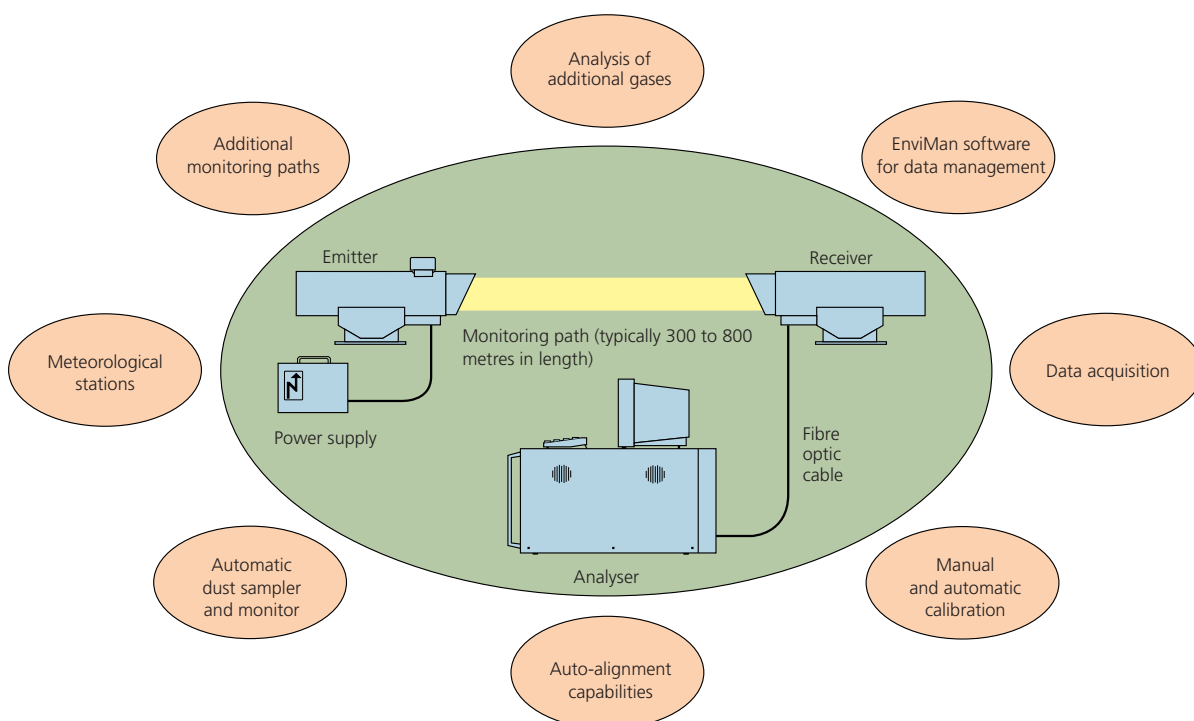 Analysis of
additional gases
Additional
monitoring paths
EnviMan software
for data management
Emitter
Receiver
Monitoring path (typically 300 to 800
metres in length)
Meteorological
stations
Data acquisition
Power supply
Fibre
optic
cable
Analyser
Automatic
dust sampler
and monitor
Manual
and automatic
calibration
Auto-alignment
capabilities